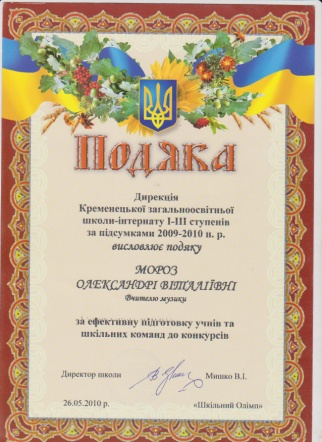 Подяка
Дирекція
Кременецької загальноосвітньої
школи-інтернату І-ІІІ ступенів
за підсумками 2009-2010 н. р.
висловлює подяку
МОРОЗ
ОЛЕКСАНДРІ ВІТАЛІЇВНІ
Вчителю музики
за ефективну підготовку учнів та
шкільних команд до конкурсів
Директор школи Мишко В.І.
26.05.2010 р. «Шкільний Олімп»